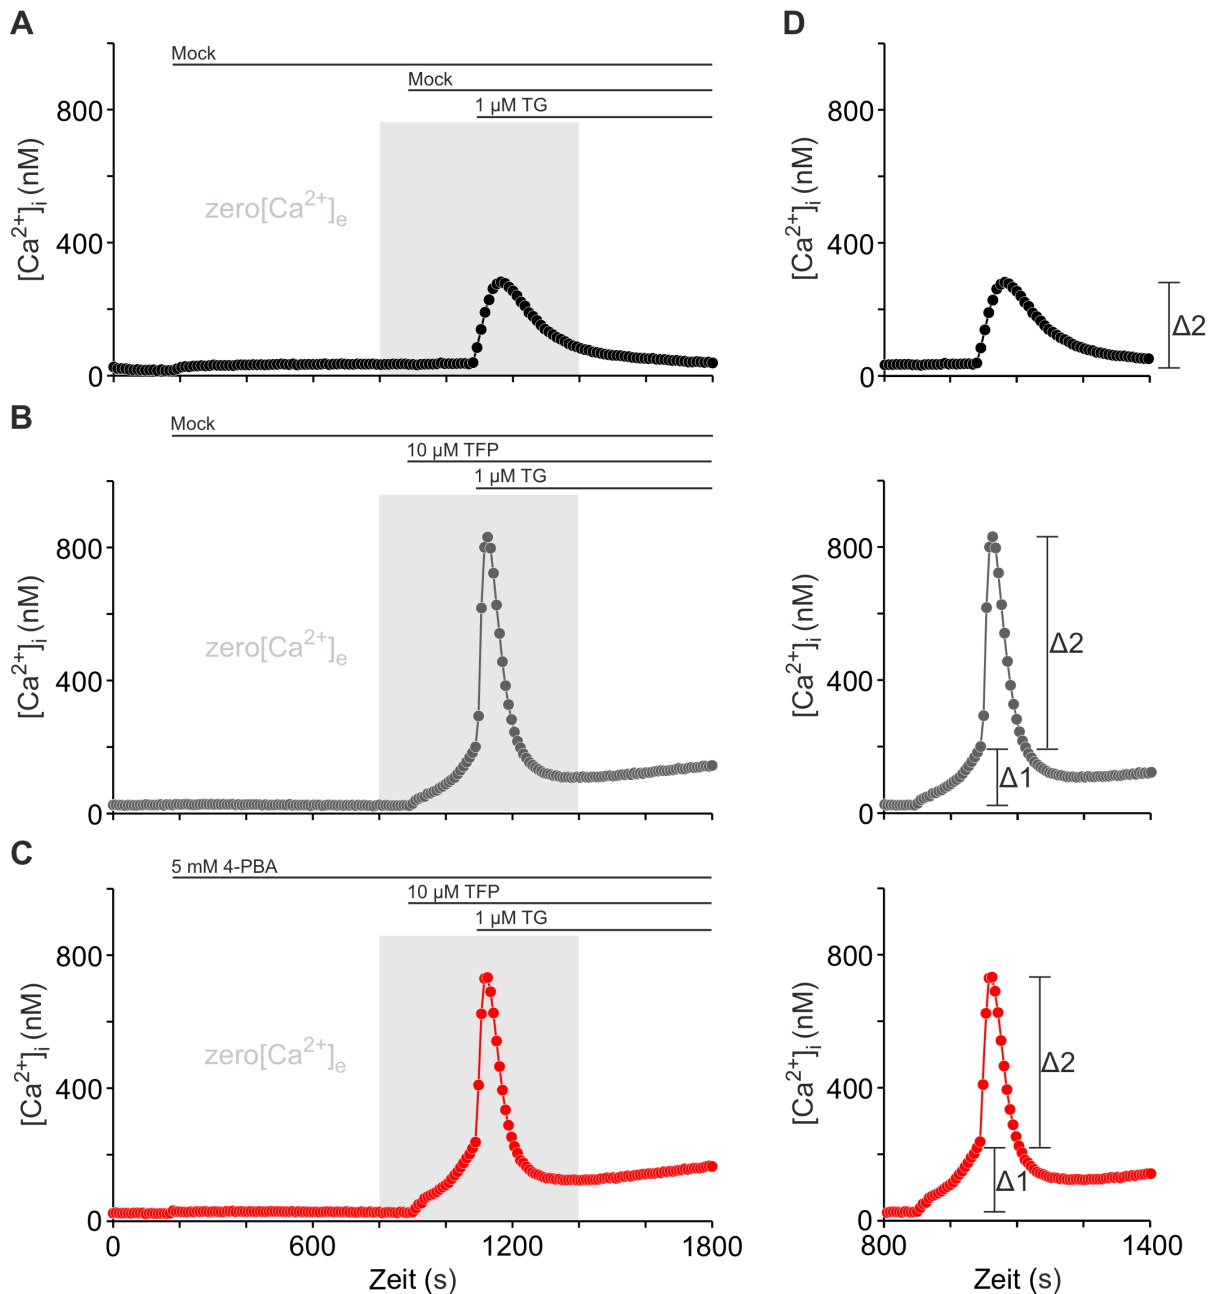 A
Mock
Mock
1 µM TG
800
400
0
[Ca²⁺]ᵢ (nM)
zero[Ca²⁺]ₑ
D
800
400
0
[Ca²⁺]ᵢ (nM)
Δ2
B
Mock
10 µM TFP
1 µM TG
800
400
0
[Ca²⁺]ᵢ (nM)
zero[Ca²⁺]ₑ
800
400
0
[Ca²⁺]ᵢ (nM)
Δ2
Δ1
C
5 mM 4-PBA
10 µM TFP
1 µM TG
800
400
0
[Ca²⁺]ᵢ (nM)
zero[Ca²⁺]ₑ
0 600 1200 1800
Zeit (s)
800
400
0
[Ca²⁺]ᵢ (nM)
Δ2
Δ1
800 1400
Zeit (s)